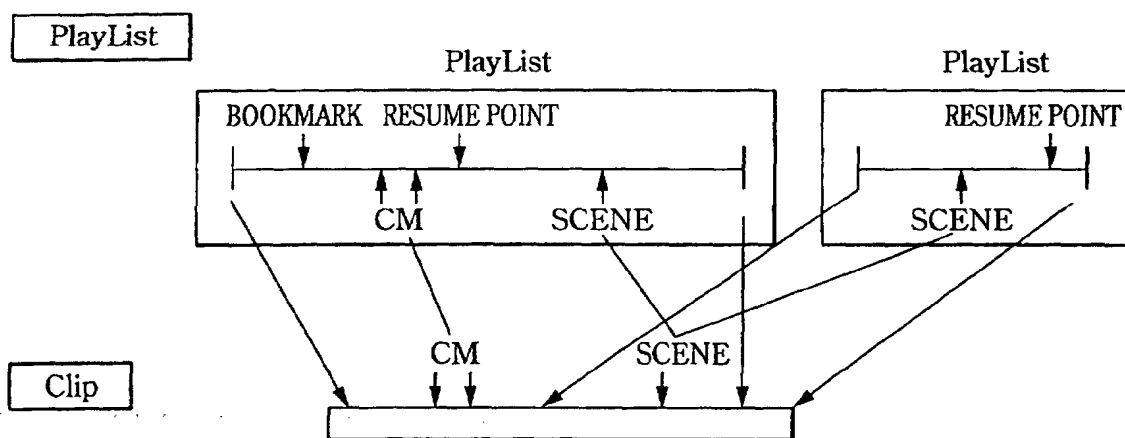 PlayList
PlayList PlayList
BOOKMARK RESUME POINT RESUME POINT
CM SCENE SCENE
CM SCENE
Clip